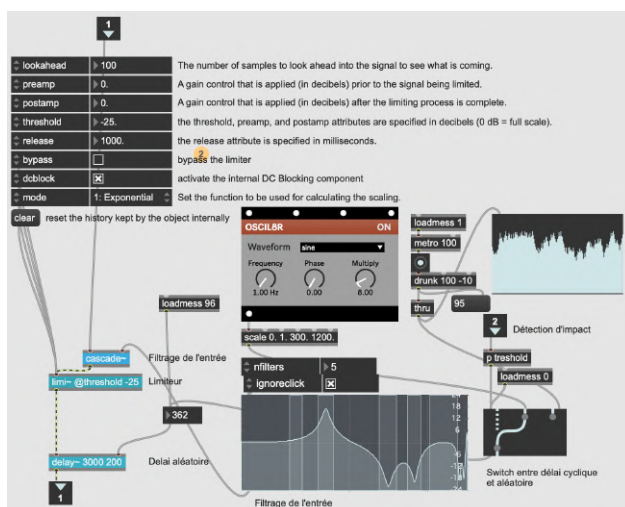 1
lookahead 100 The number of samples to look ahead into the signal to see what is coming.
preamp 0. A gain control that is applied (in decibels) prior to the signal being limited.
postamp 0. A gain control that is applied (in decibels) after the limiting process is complete.
threshold -25. the threshold, preamp, and postamp attributes are specified in decibels (0 dB = full scale).
release 1000. the release attribute is specified in milliseconds.
2
bypass bypass the limiter
dcblock activate the internal DC Blocking component
mode 1: Exponential Set the function to be used for calculating the scaling.
clear reset the history kept by the object internally
OSCIL8R ON
Waveform sine
Frequency Phase Multiply
1.00 Hz 0.00 6.00
loadmess 1
metro 100
drunk 100 -10
thru 95
loadmess 96
scale 0. 1. 300. 1200.
2
Détection d'impact
p treshold
loadmess 0
cascade~ Filtrage de l'entrée
nfilters 5
ignoreclick
limi~ @threshold -25 Limiteur
362
18
12
6
-6
-12
-18
-24
delay~ 3000 200 Delai aléatoire
Switch entre délai cyclique
et aléatoire
1
Filtrage de l'entrée